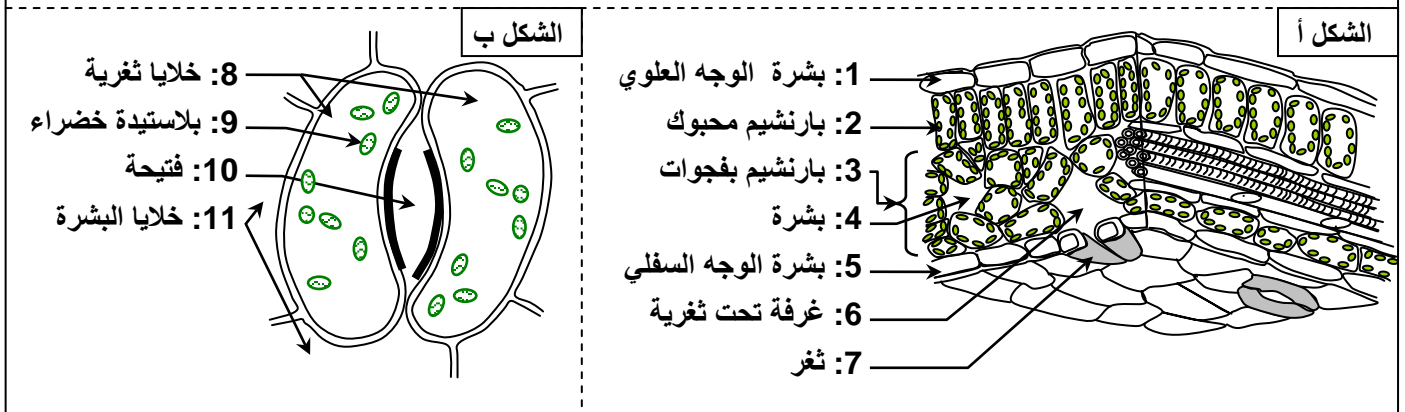 الشكل أ
1: بشرة الوجه العلوي
2: بارنشيم محبوك
3: بارنشيم بفجوات
4: بشرة
5: بشرة الوجه السفلي
6: غرفة تحت ثغرية
7: ثغر
الشكل ب
8: خلايا ثغرية
9: بلاستيدة خضراء
10: فتيحة
11: خلايا البشرة